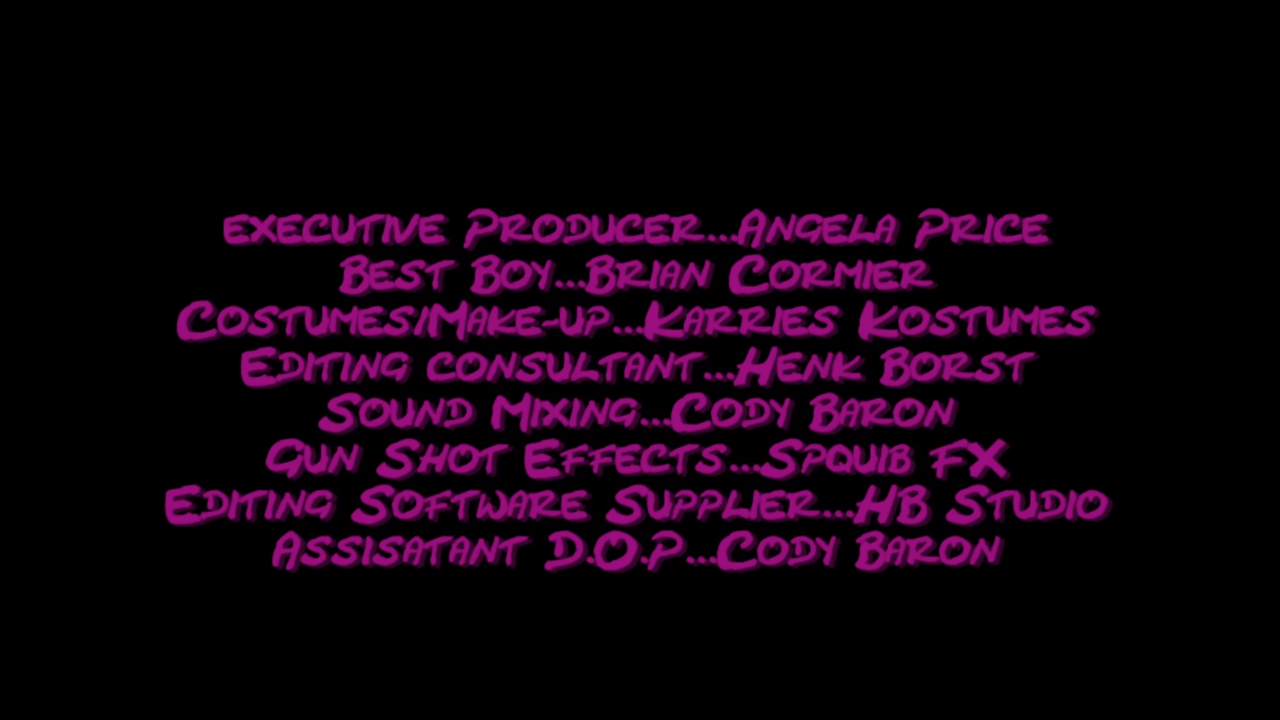 executive Producer...Angela Price
Best Boy...Brian Cormier
Costumes/Make-up...Karries Kostumes
Editing consultant...Henk Borst
Sound Mixing...Cody Baron
Gun Shot Effects...Spquib FX
Editing Software Supplier...HB Studio
Assisatant D.O.P...Cody Baron